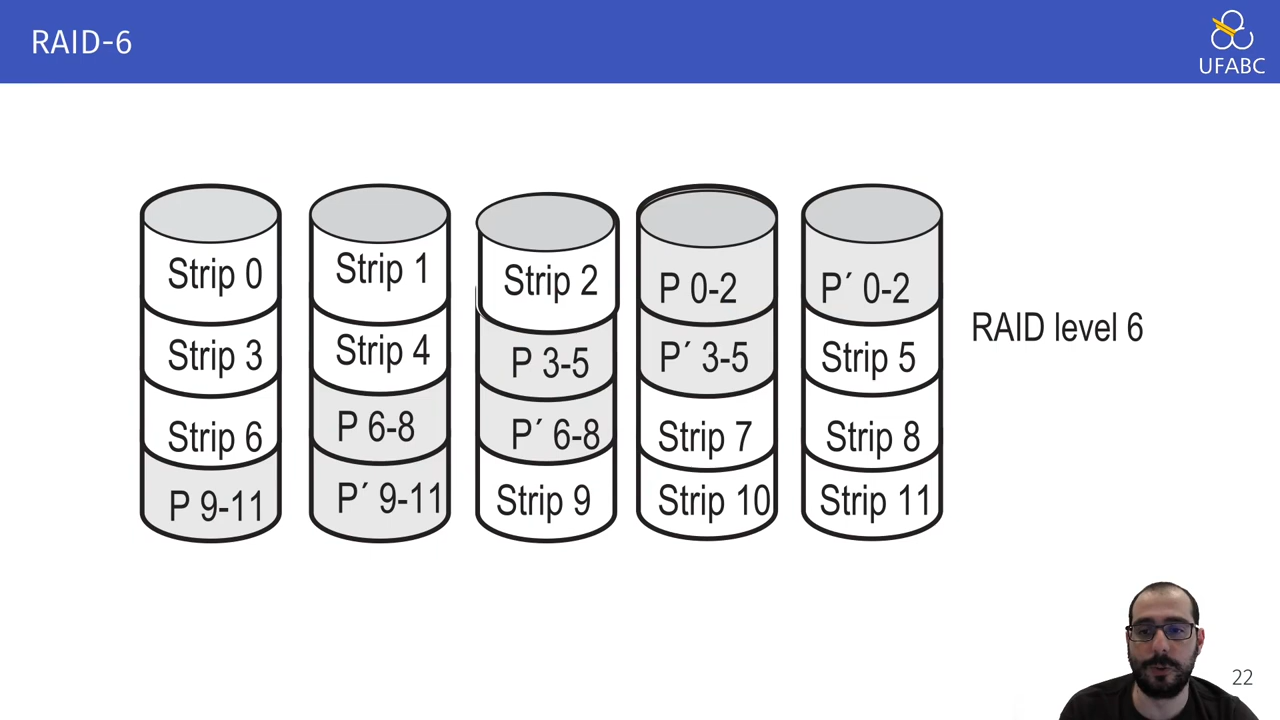 RAID-6
UFABC
Strip 0
Strip 1
Strip 2
P 0-2
P´ 0-2
Strip 3
Strip 4
P 3-5
P´ 3-5
Strip 5
RAID level 6
Strip 6
P 6-8
P´ 6-8
Strip 7
Strip 8
P 9-11
P´ 9-11
Strip 9
Strip 10
Strip 11
22